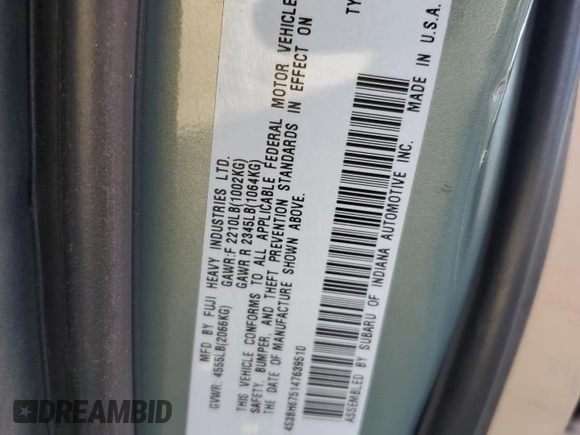 MFD BY FUJI HEAVY INDUSTRIES LTD.
GVWR: 4555LB(2066KG) GAWR:F 2210LB(1002KG)
GAWR R 2345LB(1064KG)
THIS VEHICLE CONFORMS TO ALL APPLICABLE FEDERAL MOTOR VEHICLE
SAFETY, BUMPER, AND THEFT PREVENTION STANDARDS IN EFFECT ON
THE DATE OF MANUFACTURE SHOWN ABOVE.
4S3BH675147639510 TY
ASSEMBLED BY SUBARU OF INDIANA AUTOMOTIVE INC. MADE IN U.S.A.
DREAMBID